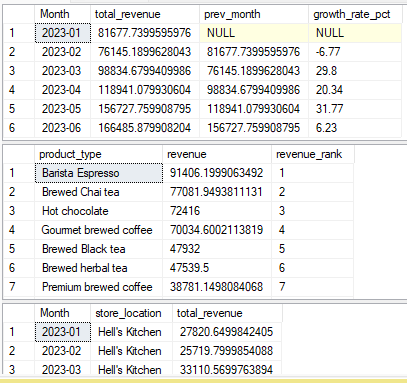 Month total_revenue prev_month growth_rate_pct
1 2023-01 81677.7399595976 NULL NULL
2 2023-02 76145.1899628043 81677.7399595976 -6.77
3 2023-03 98834.6799409986 76145.1899628043 29.8
4 2023-04 118941.079930604 98834.6799409986 20.34
5 2023-05 156727.759908795 118941.079930604 31.77
6 2023-06 166485.879908204 156727.759908795 6.23
product_type revenue revenue_rank
1 Barista Espresso 91406.1999063492 1
2 Brewed Chai tea 77081.9493811131 2
3 Hot chocolate 72416 3
4 Gourmet brewed coffee 70034.6002113819 4
5 Brewed Black tea 47932 5
6 Brewed herbal tea 47539.5 6
7 Premium brewed coffee 38781.1498084068 7
Month store_location total_revenue
1 2023-01 Hell's Kitchen 27820.6499842405
2 2023-02 Hell's Kitchen 25719.7999854088
3 2023-03 Hell's Kitchen 33110.5699763894